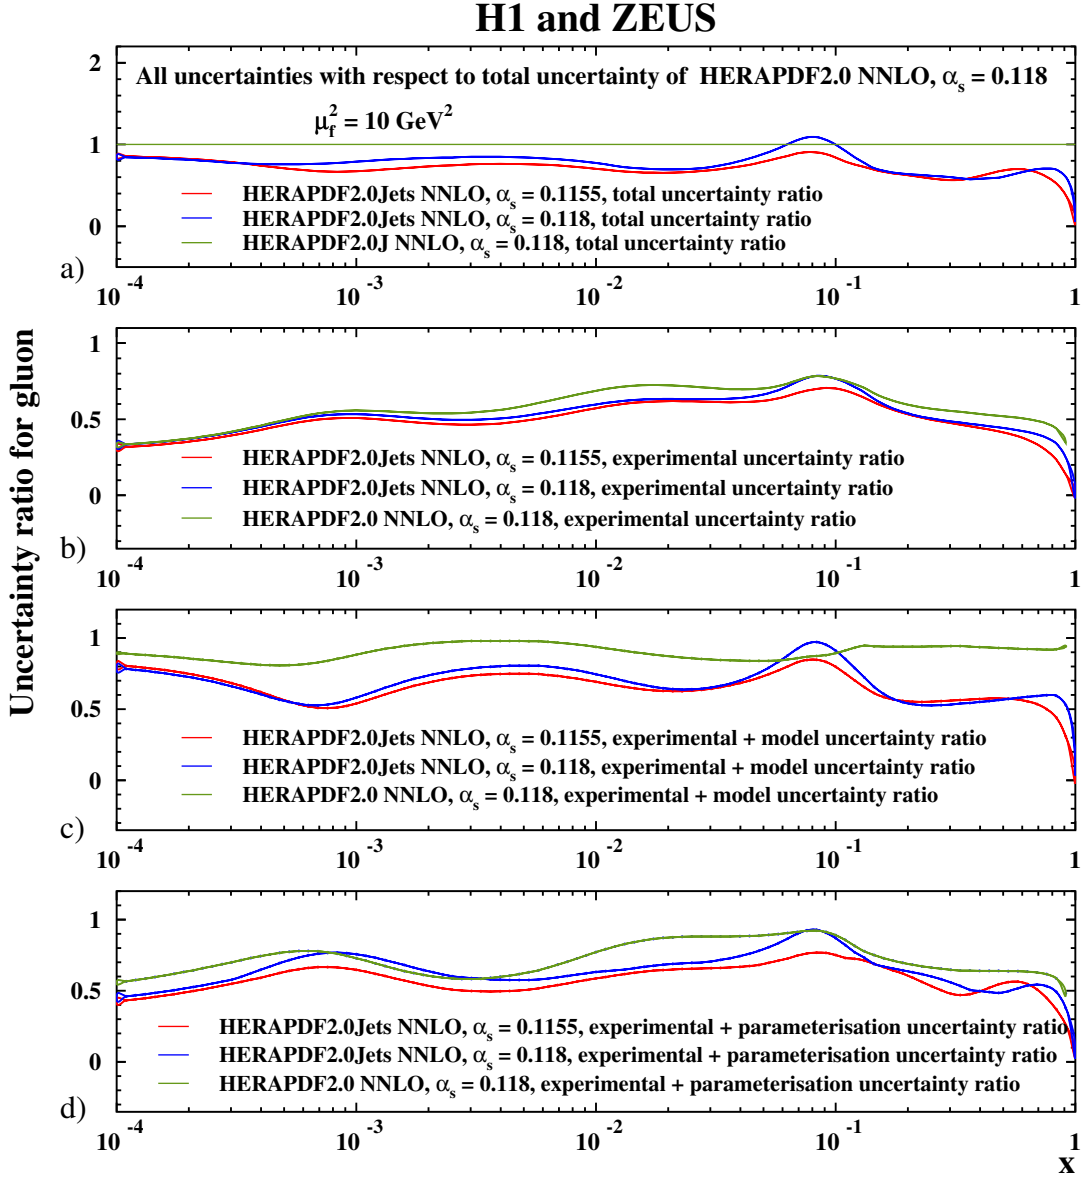 H1 and ZEUS
Uncertainty ratio for gluon
2
1
0
All uncertainties with respect to total uncertainty of HERAPDF2.0 NNLO, αs = 0.118
μf² = 10 GeV²
HERAPDF2.0Jets NNLO, αs = 0.1155, total uncertainty ratio
HERAPDF2.0Jets NNLO, αs = 0.118, total uncertainty ratio
HERAPDF2.0J NNLO, αs = 0.118, total uncertainty ratio
a)
10⁻⁴ 10⁻³ 10⁻² 10⁻¹ 1
1
0.5
0
HERAPDF2.0Jets NNLO, αs = 0.1155, experimental uncertainty ratio
HERAPDF2.0Jets NNLO, αs = 0.118, experimental uncertainty ratio
HERAPDF2.0 NNLO, αs = 0.118, experimental uncertainty ratio
b)
10⁻⁴ 10⁻³ 10⁻² 10⁻¹ 1
1
0.5
0
HERAPDF2.0Jets NNLO, αs = 0.1155, experimental + model uncertainty ratio
HERAPDF2.0Jets NNLO, αs = 0.118, experimental + model uncertainty ratio
HERAPDF2.0 NNLO, αs = 0.118, experimental + model uncertainty ratio
c)
10⁻⁴ 10⁻³ 10⁻² 10⁻¹ 1
1
0.5
0
HERAPDF2.0Jets NNLO, αs = 0.1155, experimental + parameterisation uncertainty ratio
HERAPDF2.0Jets NNLO, αs = 0.118, experimental + parameterisation uncertainty ratio
HERAPDF2.0 NNLO, αs = 0.118, experimental + parameterisation uncertainty ratio
d)
10⁻⁴ 10⁻³ 10⁻² 10⁻¹ 1
x